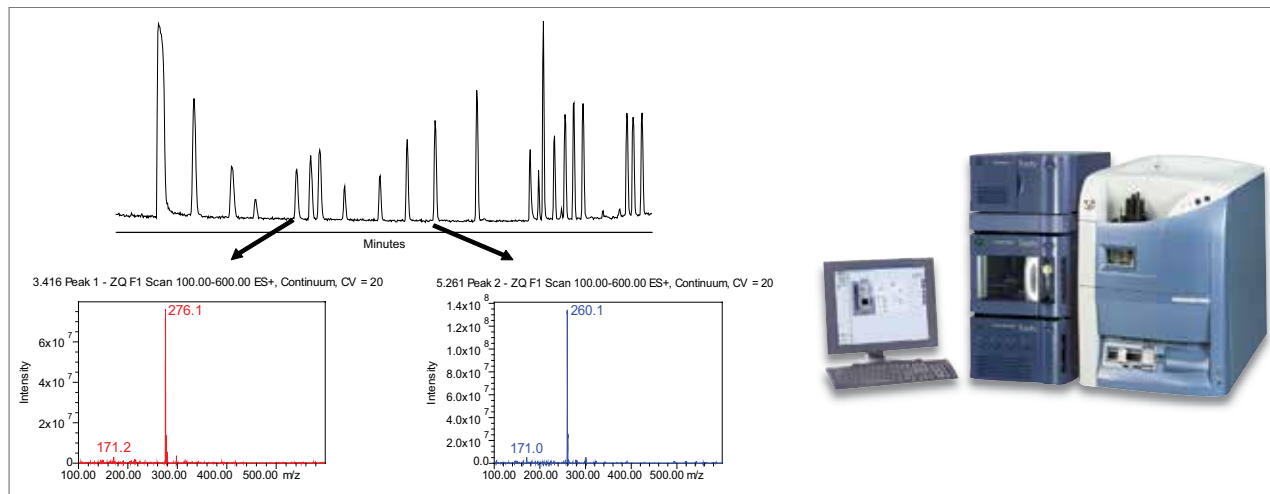 Minutes
3.416 Peak 1 - ZQ F1 Scan 100.00-600.00 ES+, Continuum, CV = 20
276.1
6x10 7
4x10 7
2x10 7
0
Intensity
171.2
100.00 200.00 300.00 400.00 500.00 m/z
5.261 Peak 2 - ZQ F1 Scan 100.00-600.00 ES+, Continuum, CV = 20
260.1
1.4x10 8
1.2x10 8
1.0x10 8
8.0x10 7
6.0x10 7
4.0x10 7
2.0x10 7
0.0
Intensity
171.0
100.00 200.00 300.00 400.00 500.00 m/z